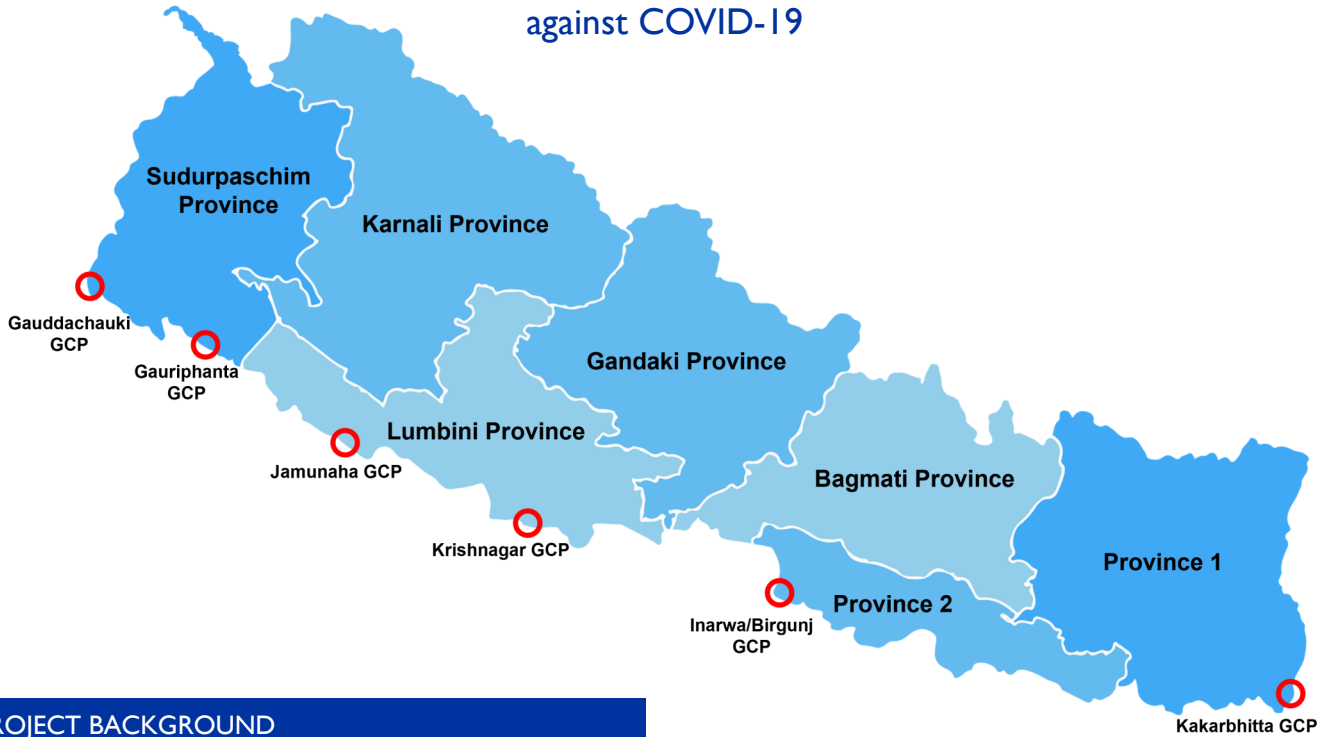 against COVID-19
Sudurpaschim
Province
Karnali Province
Gauddachauki
GCP
Gauriphanta
GCP
Gandaki Province
Lumbini Province
Jamunaha GCP
Bagmati Province
Krishnagar GCP
Province 1
Inarwa/Birgunj
GCP
Province 2
Kakarbhitta GCP
ROJECT BACKGROUND